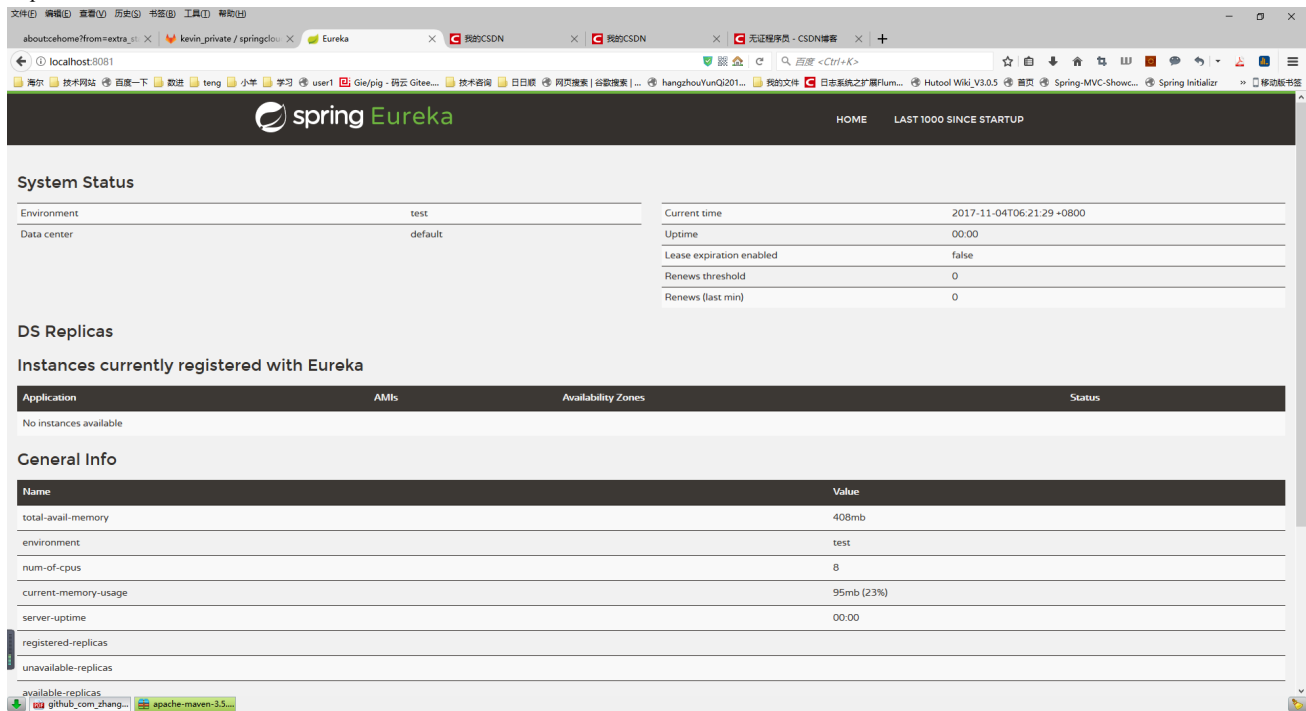 文件(F) 编辑(E) 查看(V) 历史(S) 书签(B) 工具(T) 帮助(H)
about:cehome?from=extra_st kevin_private / springclou Eureka 我的CSDN 我的CSDN 无证程序员 - CSDN博客
localhost:8081 百度 <Ctrl+K>
海尔 技术网站 百度一下 数进 teng 小羊 学习 user1 Gie/pig - 码云 Gitee.... 技术咨询 日日顺 网页搜索 | 谷歌搜索 | ... hangzhouYunQi201... 我的文件 日志系统之扩展Flum... Hutool Wiki_V3.0.5 首页 Spring-MVC-Showc... Spring Initializr 移动版书签
spring Eureka HOME LAST 1000 SINCE STARTUP
System Status
Environment test Current time 2017-11-04T06:21:29 +0800
Data center default Uptime 00:00
Lease expiration enabled false
Renews threshold 0
Renews (last min) 0
DS Replicas
Instances currently registered with Eureka
Application AMIs Availability Zones Status
No instances available
General Info
Name Value
total-avail-memory 408mb
environment test
num-of-cpus 8
current-memory-usage 95mb (23%)
server-uptime 00:00
registered-replicas
unavailable-replicas
available-replicas
github_com_zhang... apache-maven-3.5....